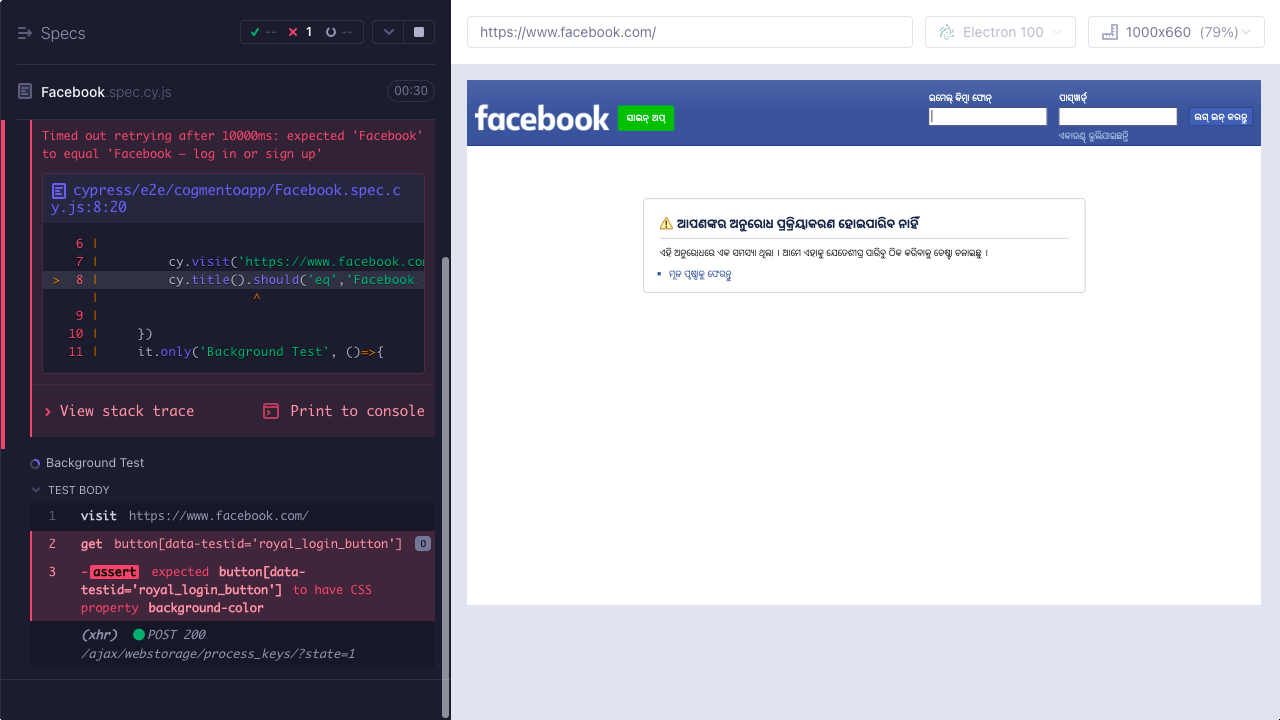 Specs
-- 1 --
Facebook.spec.cy.js
00:30
Timed out retrying after 10000ms: expected 'Facebook'
to equal 'Facebook – log in or sign up'
cypress/e2e/cogmentoapp/Facebook.spec.c
y.js:8:20
6 |
7 | cy.visit('https://www.facebook.co
> 8 | cy.title().should('eq','Facebook
| ^
9 |
10 | })
11 | it.only('Background Test', ()=>{
View stack trace
Print to console
Background Test
TEST BODY
1 visit https://www.facebook.com/
2 get button[data-testid='royal_login_button'] 0
3 -assert expected button[data-
testid='royal_login_button'] to have CSS
property background-color
(xhr) POST 200
/ajax/webstorage/process_keys/?state=1
https://www.facebook.com/
Electron 100
1000x660 (79%)
facebook
ସାଇନ୍ ଅପ୍
ଇମେଲ୍ କିମ୍ବା ଫୋନ୍
ପାସ୍‌ୱାର୍ଡ୍
ଲଗ୍ ଇନ୍ କରନ୍ତୁ
ଏକାଉଣ୍ଟ୍ ଭୁଲିଯାଇଛନ୍ତି
ଆପଣଙ୍କର ଅନୁରୋଧ ପ୍ରକ୍ରିୟାକରଣ ହୋଇପାରିବ ନାହିଁ
ଏହି ଅନୁରୋଧରେ ଏକ ସମସ୍ୟା ଥିଲା । ଆମେ ଏହାକୁ ଯେତେଶୀଘ୍ର ପାରିବୁ ଠିକ କରିବାକୁ ଚେଷ୍ଟା ଚଳାଇଛୁ ।
ମୂଳ ପୃଷ୍ଠାକୁ ଫେରନ୍ତୁ